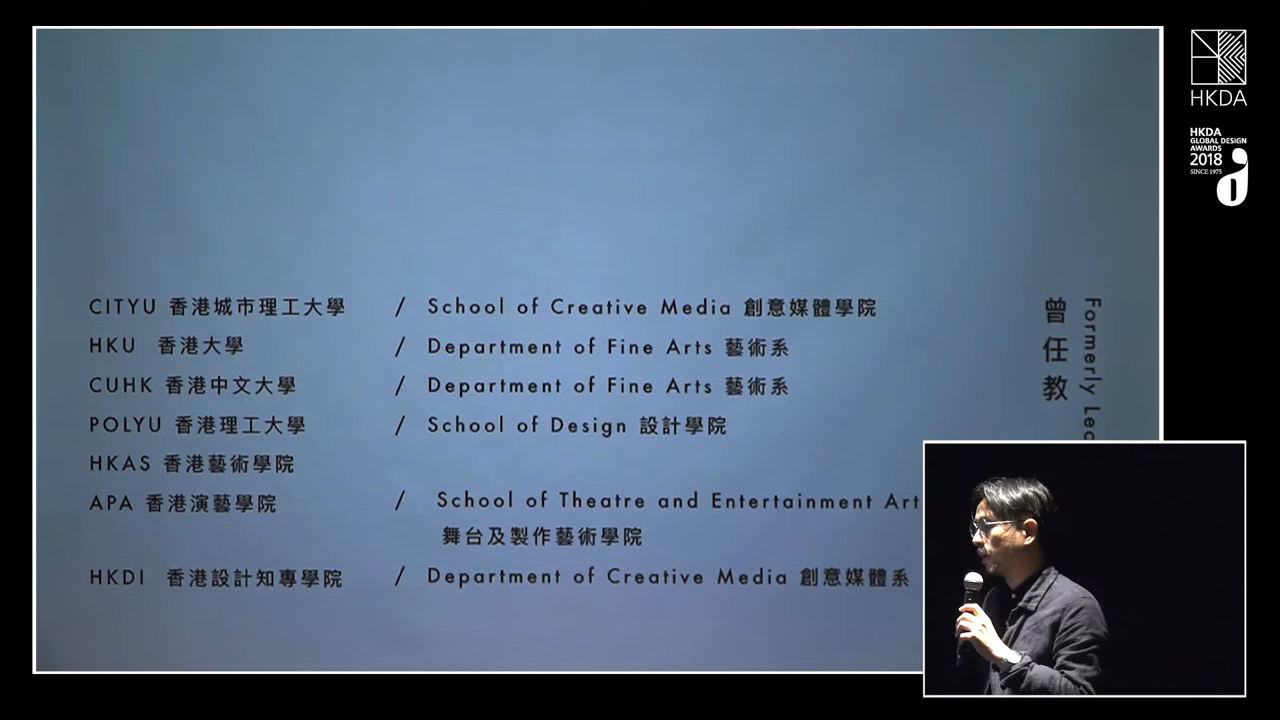 CITYU 香港城市理工大學 / School of Creative Media 創意媒體學院
HKU 香港大學 / Department of Fine Arts 藝術系
CUHK 香港中文大學 / Department of Fine Arts 藝術系
POLYU 香港理工大學 / School of Design 設計學院
HKAS 香港藝術學院
APA 香港演藝學院 / School of Theatre and Entertainment Art
舞台及製作藝術學院
HKDI 香港設計知專學院 / Department of Creative Media 創意媒體系
曾任教
Formerly Lec
HKDA
HKDA
GLOBAL DESIGN
AWARDS
2018
SINCE 1975